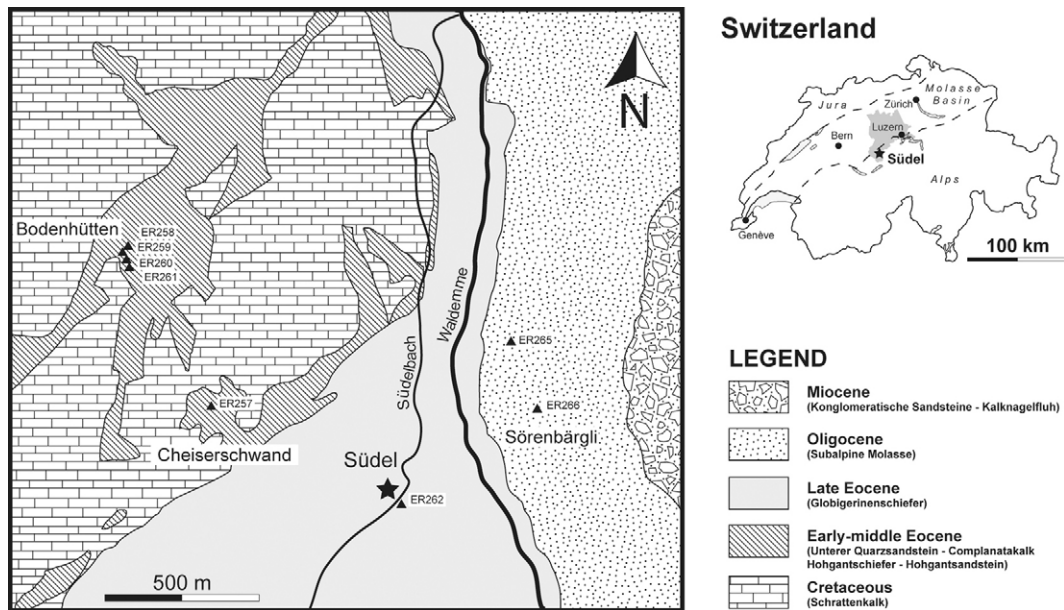 N
Bodenhütten
ER258
ER259
ER260
ER261
ER257
Cheiserschwand
Südelbach
Waldemme
ER265
ER266
Sörenbärgli
Südel
ER262
500 m
Switzerland
Jura
Molasse
Basin
Zürich
Luzern
Bern
Südel
Alps
Genève
100 km
LEGEND
Miocene
(Konglomeratische Sandsteine - Kalknagelfluh)
Oligocene
(Subalpine Molasse)
Late Eocene
(Globigerinenschiefer)
Early-middle Eocene
(Unterer Quarzsandstein - Complanatakalk
Hohgantschiefer - Hohgantsandstein)
Cretaceous
(Schrattenkalk)